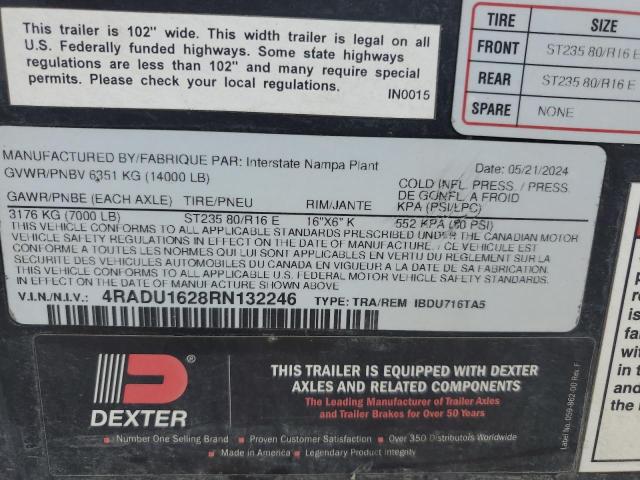 This trailer is 102" wide. This width trailer is legal on all
U.S. Federally funded highways. Some state highways
regulations are less than 102" and many require special
permits. Please check your local regulations.
IN0015
TIRE SIZE
FRONT ST235 80/R16 E
REAR ST235 80/R16 E
SPARE NONE
MANUFACTURED BY/FABRIQUE PAR: Interstate Nampa Plant
Date: 05/21/2024
GVWR/PNBV 6351 KG (14000 LB)
COLD INFL. PRESS. / PRESS.
DE GONFL. A FROID
GAWR/PNBE (EACH AXLE) TIRE/PNEU RIM/JANTE KPA (PSI/LPC)
3176 KG (7000 LB) ST235 80/R16 E 16"X6" K 552 KPA (80 PSI)
THIS VEHICLE CONFORMS TO ALL APPLICABLE STANDARDS PRESCRIBED UNDER THE CANADIAN MOTOR
VEHICLE SAFETY REGULATIONS IN EFFECT ON THE DATE OF MANUFACTURE / CE VEHICULE EST
CONFORME A TOUTES LES NORMES QUI LUI SONT APPLICABLES EN VERTU DU REGLEMENT SUR LA
SECURITE DES VEHICULES AUTOMOBILES DU CANADA EN VIGUEUR A LA DATE DE SA FABRICATION.
THIS VEHICLE CONFORMS TO ALL APPLICABLE U.S. FEDERAL MOTOR VEHICLE SAFETY STANDARDS
IN EFFECT ON THE DATE OF MANUFACTURE SHOWN ABOVE.
V.I.N./N.I.V.: 4RADU1628RN132246 TYPE: TRA/REM IBDU716TA5
DEXTER
THIS TRAILER IS EQUIPPED WITH DEXTER
AXLES AND RELATED COMPONENTS
The Leading Manufacturer of Trailer Axles
and Trailer Brakes for Over 50 Years
Number One Selling Brand Proven Customer Satisfaction Over 350 Distributors Worldwide
Made in America Legendary Product Integrity
Label No. 059-862-00 Rev. F